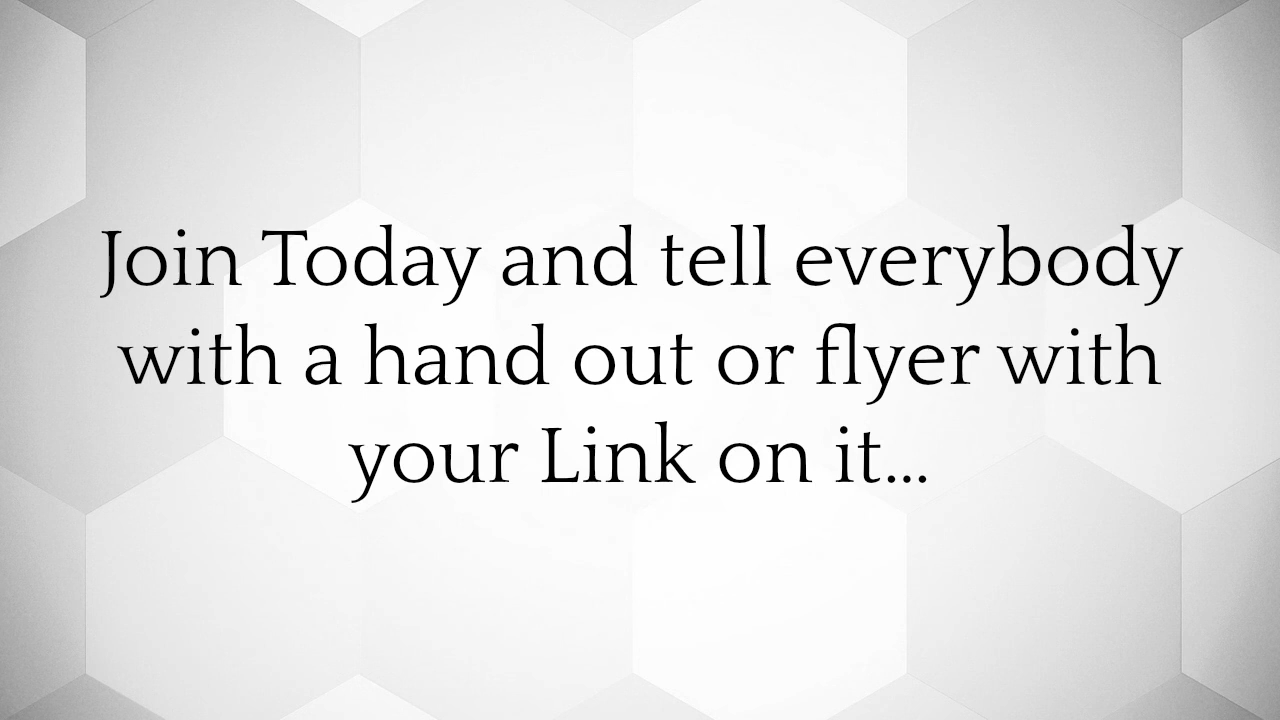 Join Today and tell everybody
with a hand out or flyer with
your Link on it...